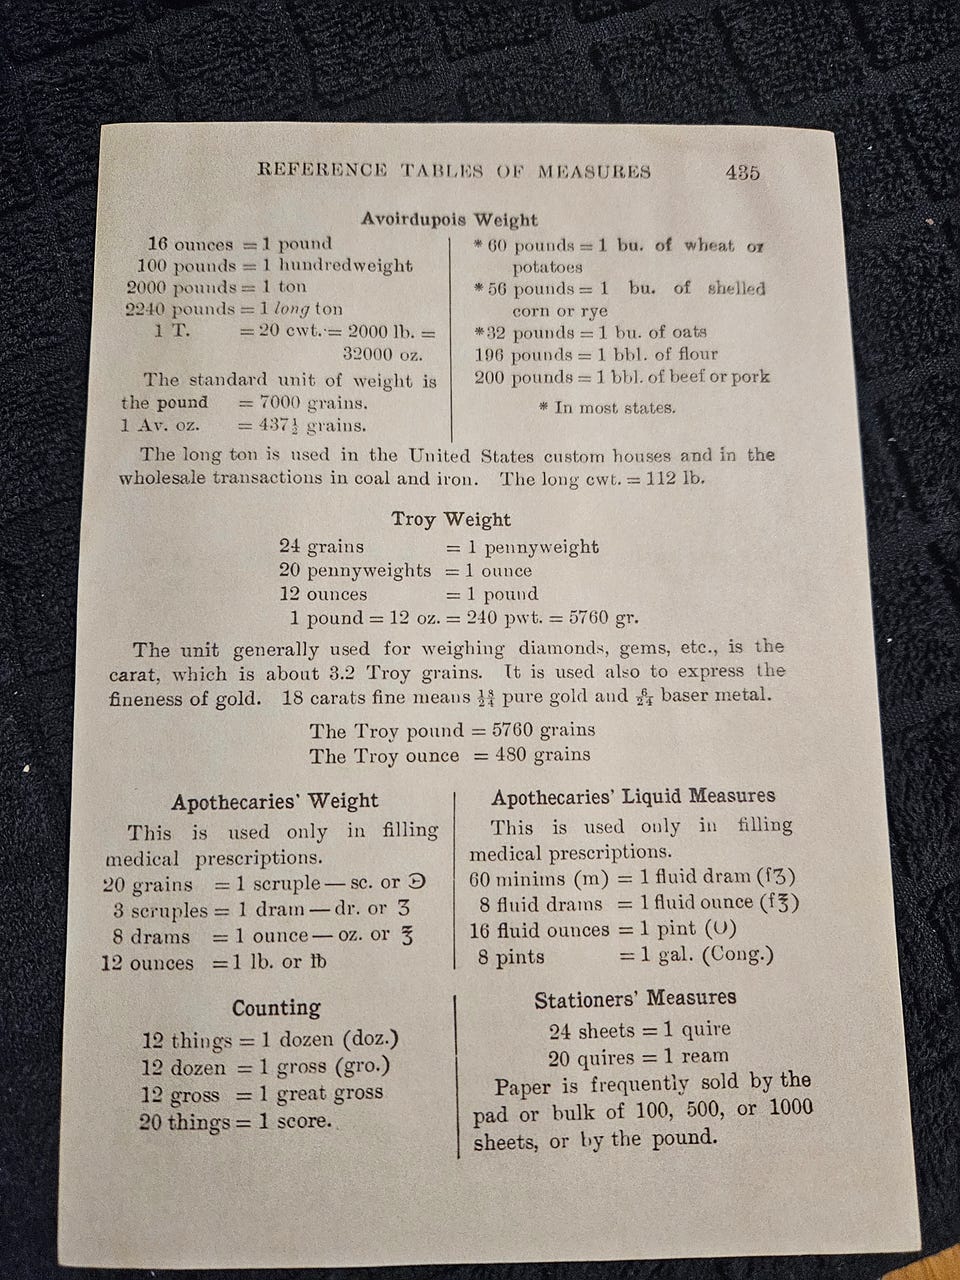 REFERENCE TABLES OF MEASURES 435
Avoirdupois Weight
16 ounces = 1 pound
100 pounds = 1 hundredweight
2000 pounds = 1 ton
2240 pounds = 1 long ton
1 T. = 20 cwt. = 2000 lb. =
32000 oz.
The standard unit of weight is
the pound = 7000 grains.
1 Av. oz. = 437½ grains.
* 60 pounds = 1 bu. of wheat or
potatoes
* 56 pounds = 1 bu. of shelled
corn or rye
* 32 pounds = 1 bu. of oats
196 pounds = 1 bbl. of flour
200 pounds = 1 bbl. of beef or pork
* In most states.
The long ton is used in the United States custom houses and in the
wholesale transactions in coal and iron. The long cwt. = 112 lb.
Troy Weight
24 grains = 1 pennyweight
20 pennyweights = 1 ounce
12 ounces = 1 pound
1 pound = 12 oz. = 240 pwt. = 5760 gr.
The unit generally used for weighing diamonds, gems, etc., is the
carat, which is about 3.2 Troy grains. It is used also to express the
fineness of gold. 18 carats fine means 18/24 pure gold and 6/24 baser metal.
The Troy pound = 5760 grains
The Troy ounce = 480 grains
Apothecaries' Weight
This is used only in filling
medical prescriptions.
20 grains = 1 scruple — sc. or ℈
3 scruples = 1 dram — dr. or ʒ
8 drams = 1 ounce — oz. or ℥
12 ounces = 1 lb. or ℔
Apothecaries' Liquid Measures
This is used only in filling
medical prescriptions.
60 minims (m) = 1 fluid dram (fʒ)
8 fluid drams = 1 fluid ounce (f℥)
16 fluid ounces = 1 pint (O)
8 pints = 1 gal. (Cong.)
Counting
12 things = 1 dozen (doz.)
12 dozen = 1 gross (gro.)
12 gross = 1 great gross
20 things = 1 score.
Stationers' Measures
24 sheets = 1 quire
20 quires = 1 ream
Paper is frequently sold by the
pad or bulk of 100, 500, or 1000
sheets, or by the pound.